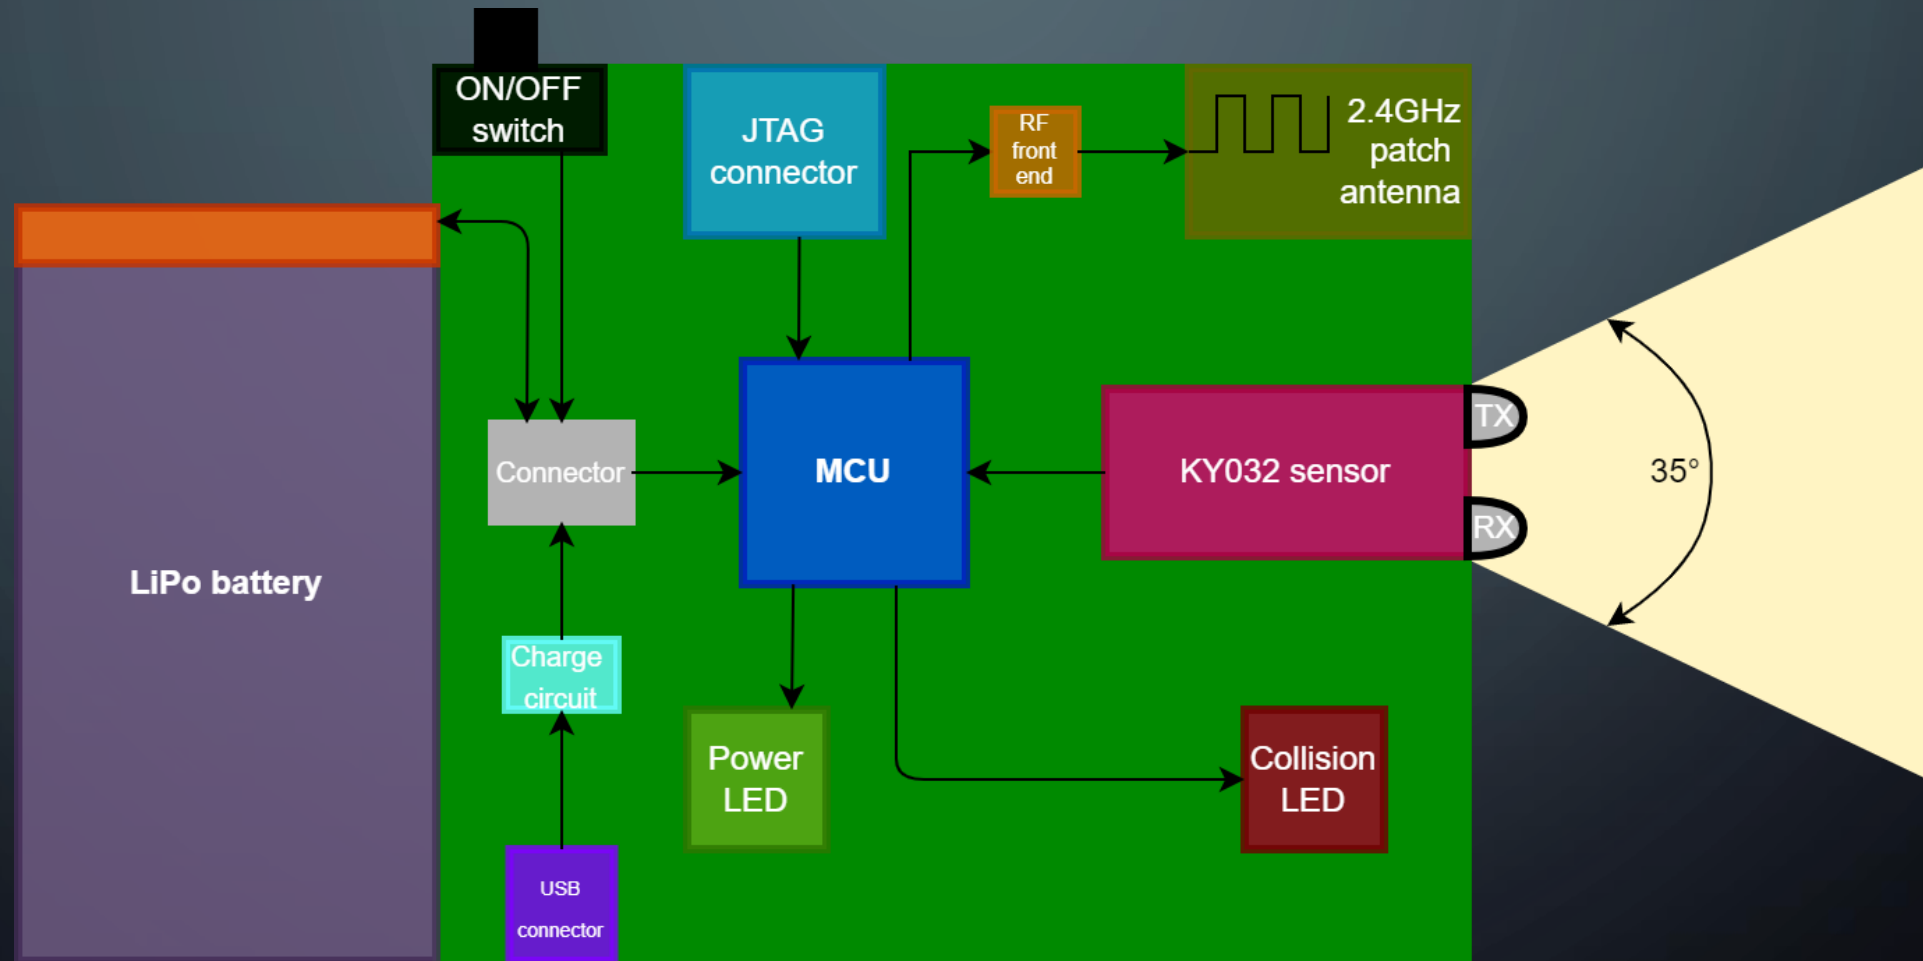 ON/OFF
switch
JTAG
connector
RF
front
end
2.4GHz
patch
antenna
Connector
MCU
KY032 sensor
TX
RX
35°
LiPo battery
Charge
circuit
Power
LED
Collision
LED
USB
connector